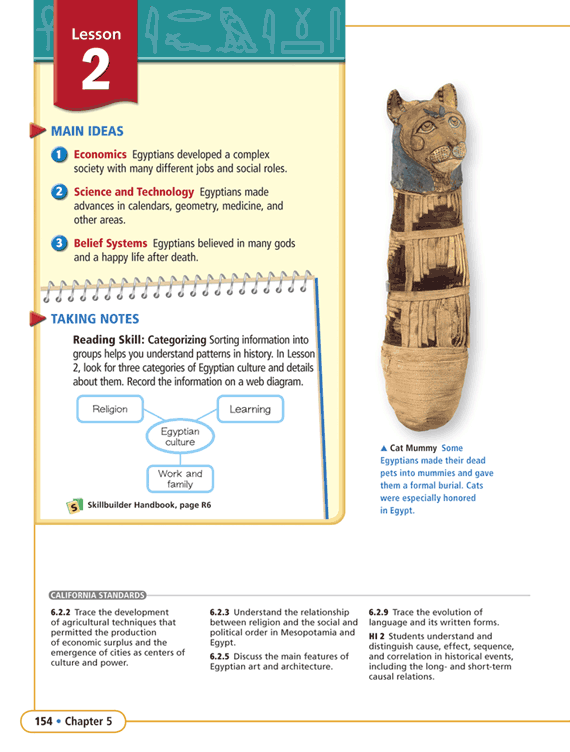 Lesson
2
MAIN IDEAS
1 Economics Egyptians developed a complex
society with many different jobs and social roles.
2 Science and Technology Egyptians made
advances in calendars, geometry, medicine, and
other areas.
3 Belief Systems Egyptians believed in many gods
and a happy life after death.
TAKING NOTES
Reading Skill: Categorizing Sorting information into
groups helps you understand patterns in history. In Lesson
2, look for three categories of Egyptian culture and details
about them. Record the information on a web diagram.
Religion
Learning
Egyptian
culture
Work and
family
S Skillbuilder Handbook, page R6
▲ Cat Mummy Some
Egyptians made their dead
pets into mummies and gave
them a formal burial. Cats
were especially honored
in Egypt.
CALIFORNIA STANDARDS
6.2.2 Trace the development
of agricultural techniques that
permitted the production
of economic surplus and the
emergence of cities as centers of
culture and power.
6.2.3 Understand the relationship
between religion and the social and
political order in Mesopotamia and
Egypt.
6.2.5 Discuss the main features of
Egyptian art and architecture.
6.2.9 Trace the evolution of
language and its written forms.
HI 2 Students understand and
distinguish cause, effect, sequence,
and correlation in historical events,
including the long- and short-term
causal relations.
154 • Chapter 5